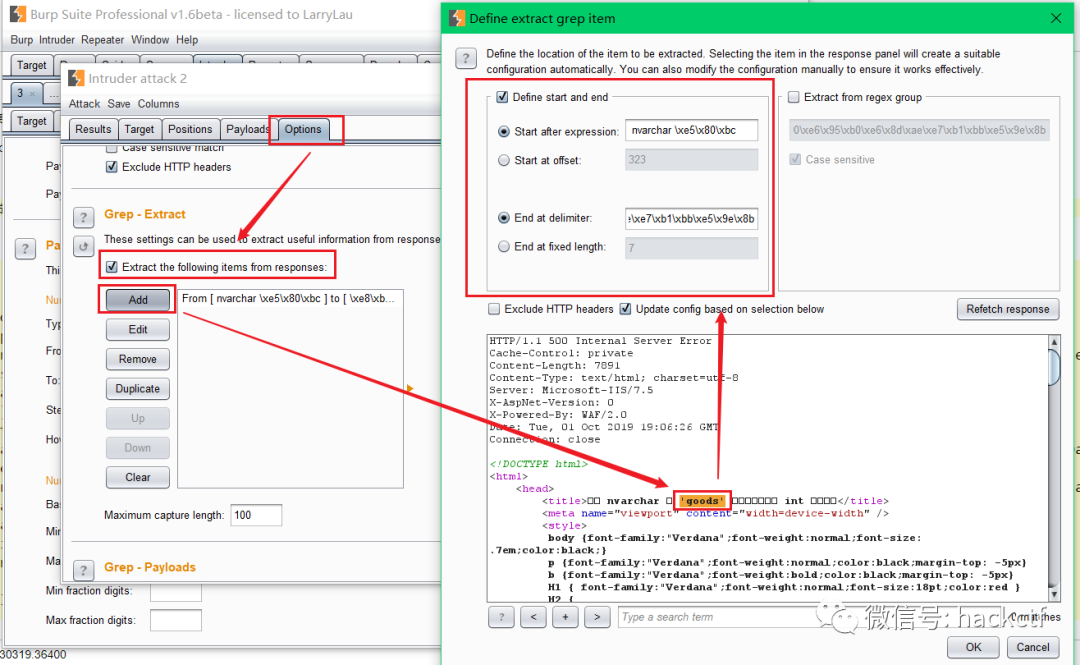 Burp Suite Professional v1.6beta - licensed to LarryLau
Burp Intruder Repeater Window Help
Target
3 × ...
Target
Intruder attack 2
Attack Save Columns
Results Target Positions Payloads Options
Case sensitive match
Exclude HTTP headers
? Grep - Extract
These settings can be used to extract useful information from response
Extract the following items from responses:
Add
Edit
Remove
Duplicate
Up
Down
Clear
From [ nvarchar \xe5\x80\xbc ] to [ \xe8\xb...
Maximum capture length: 100
? Grep - Payloads
Min fraction digits:
Max fraction digits:
30319.36400
Define extract grep item
? Define the location of the item to be extracted. Selecting the item in the response panel will create a suitable
configuration automatically. You can also modify the configuration manually to ensure it works effectively.
Define start and end
Start after expression: nvarchar \xe5\x80\xbc
Start at offset: 323
End at delimiter: \xe7\xb1\xbb\xe5\x9e\x8b
End at fixed length: 7
Extract from regex group
0\xe6\x95\xb0\xe6\x8d\xae\xe7\xb1\xbb\xe5\x9e\x8b
Case sensitive
Exclude HTTP headers Update config based on selection below
Refetch response
HTTP/1.1 500 Internal Server Error
Cache-Control: private
Content-Length: 7891
Content-Type: text/html; charset=utf-8
Server: Microsoft-IIS/7.5
X-AspNet-Version: 0
X-Powered-By: WAF/2.0
Date: Tue, 01 Oct 2019 19:06:26 GMT
Connection: close
<!DOCTYPE html>
<html>
<head>
<title>□□ nvarchar □ 'goods' □□□□□□□ int □□□□</title>
<meta name="viewport" content="width=device-width" />
<style>
body {font-family:"Verdana";font-weight:normal;font-size:
.7em;color:black;}
p {font-family:"Verdana";font-weight:normal;color:black;margin-top: -5px}
b {font-family:"Verdana";font-weight:bold;color:black;margin-top: -5px}
H1 { font-family:"Verdana";font-weight:normal;font-size:18pt;color:red }
H2 {
? < + > Type a search term 0 matches
微信号: hackctf
OK Cancel